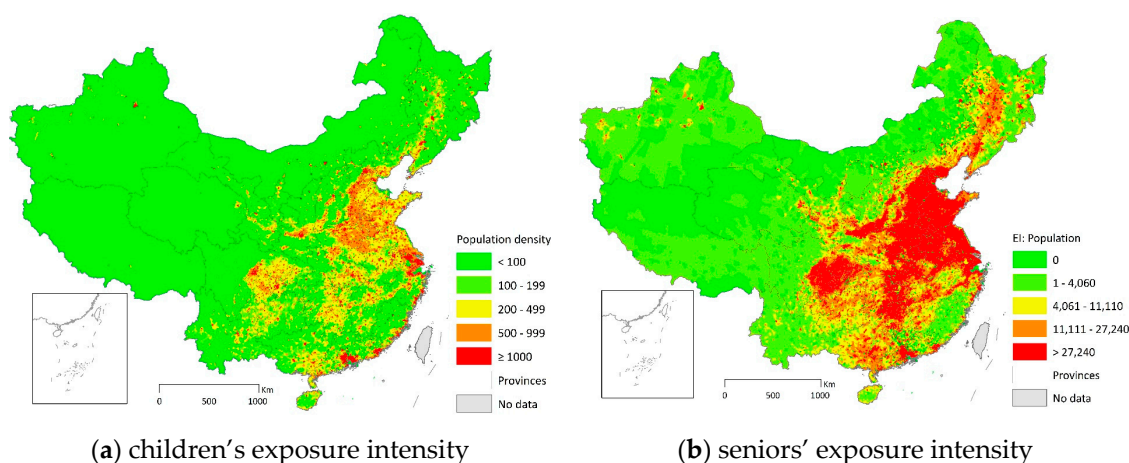 Population density
< 100
100 - 199
200 - 499
500 - 999
≥ 1000
Provinces
No data
Km
0 500 1000
(a) children's exposure intensity
EI: Population
0
1 - 4,060
4,061 - 11,110
11,111 - 27,240
> 27,240
Provinces
No data
Km
0 500 1000
(b) seniors' exposure intensity